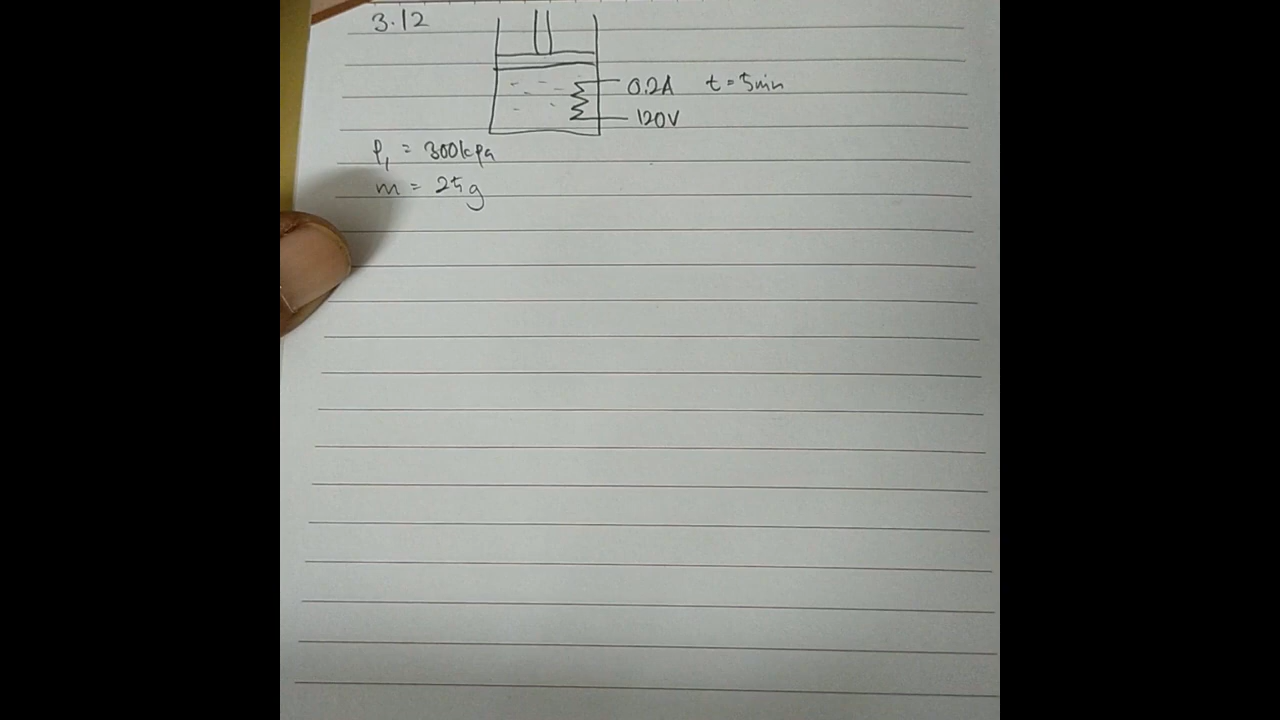 3.12
0.2A t = 5min
120V
P₁ = 300kpa
m = 25g